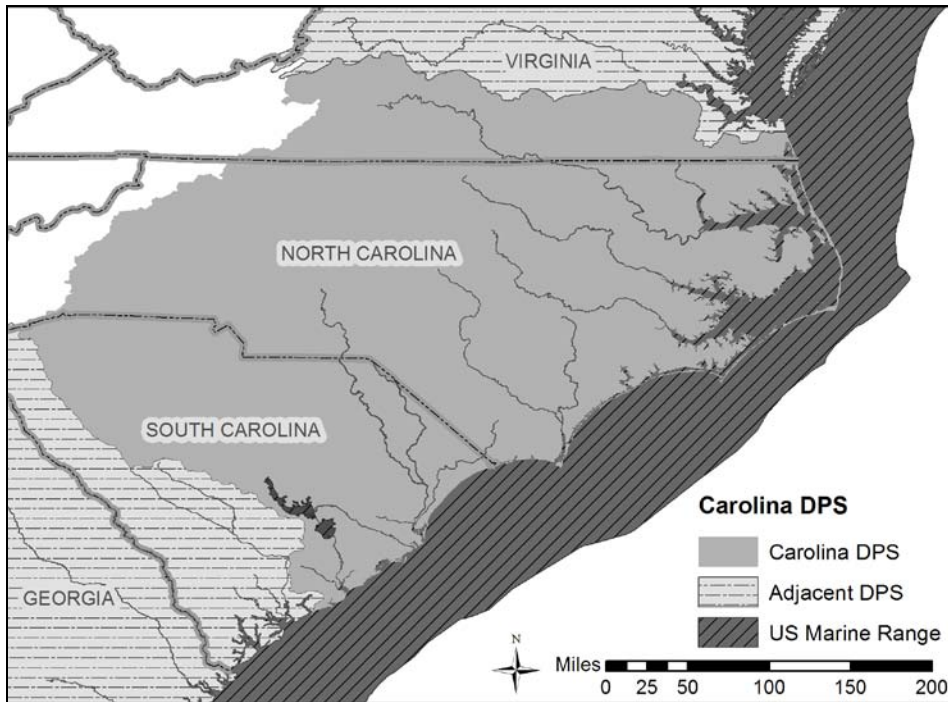 VIRGINIA
NORTH CAROLINA
SOUTH CAROLINA
GEORGIA
Carolina DPS
Carolina DPS
Adjacent DPS
US Marine Range
N
Miles
0 25 50 100 150 200